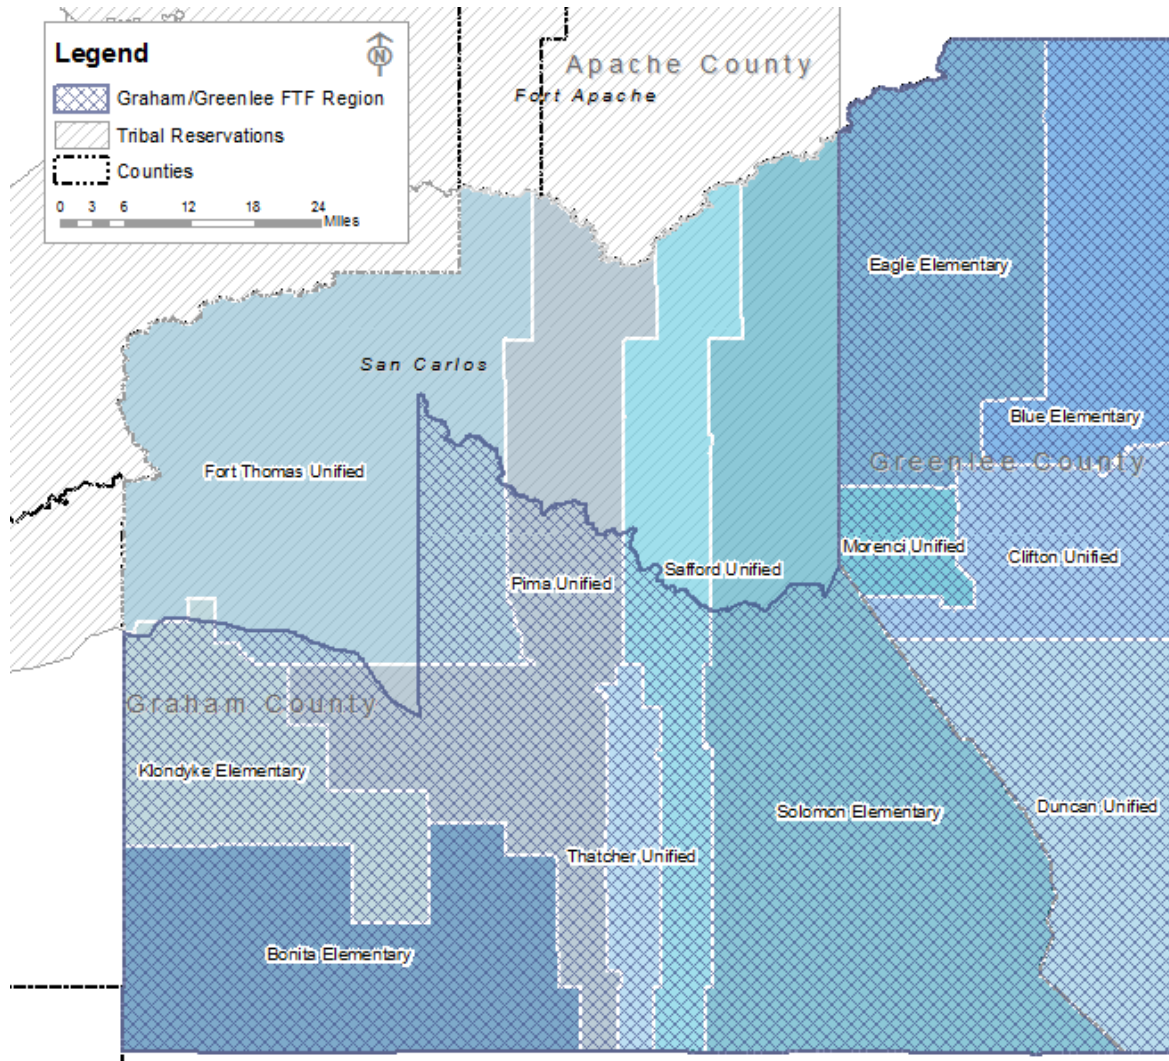 Legend
N
Graham/Greenlee FTF Region
Tribal Reservations
Counties
0 3 6 12 18 24
Miles
Apache County
Fort Apache
Eagle Elementary
San Carlos
Blue Elementary
Greenlee County
Fort Thomas Unified
Morenci Unified
Clifton Unified
Safford Unified
Pima Unified
Graham County
Klondyke Elementary
Duncan Unified
Solomon Elementary
Thatcher Unified
Bonita Elementary